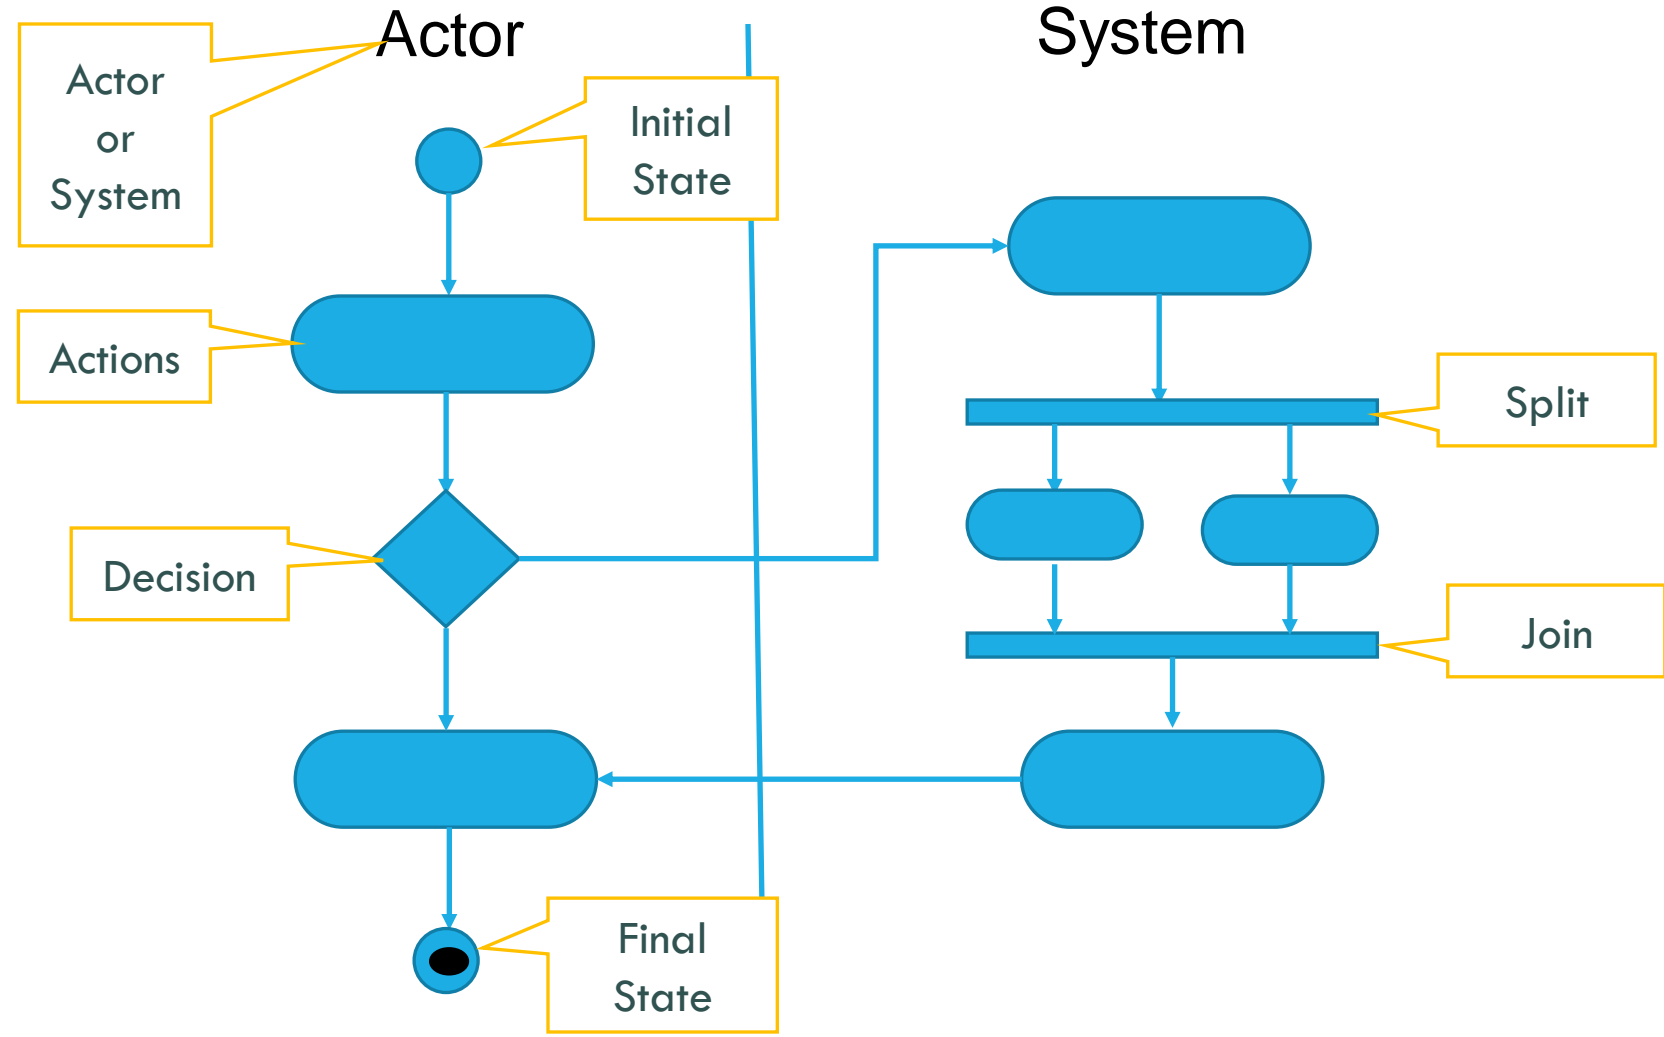 Actor
System
Actor
or
System
Initial
State
Actions
Split
Decision
Join
Final
State